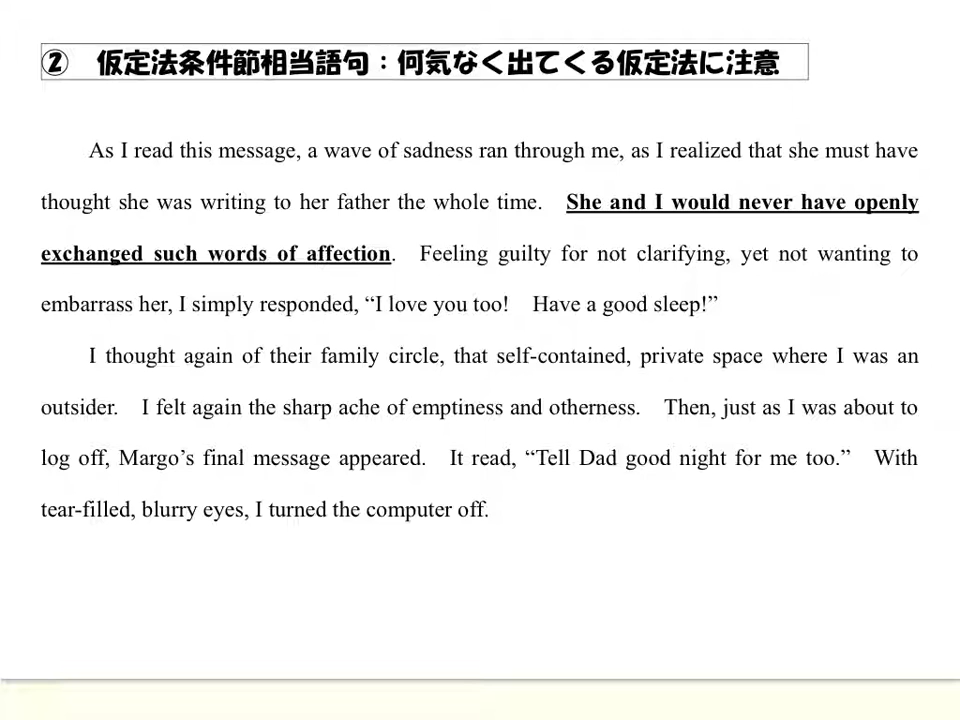 ② 仮定法条件節相当語句：何気なく出てくる仮定法に注意
As I read this message, a wave of sadness ran through me, as I realized that she must have
thought she was writing to her father the whole time. She and I would never have openly
exchanged such words of affection. Feeling guilty for not clarifying, yet not wanting to
embarrass her, I simply responded, “I love you too! Have a good sleep!”
I thought again of their family circle, that self-contained, private space where I was an
outsider. I felt again the sharp ache of emptiness and otherness. Then, just as I was about to
log off, Margo’s final message appeared. It read, “Tell Dad good night for me too.” With
tear-filled, blurry eyes, I turned the computer off.